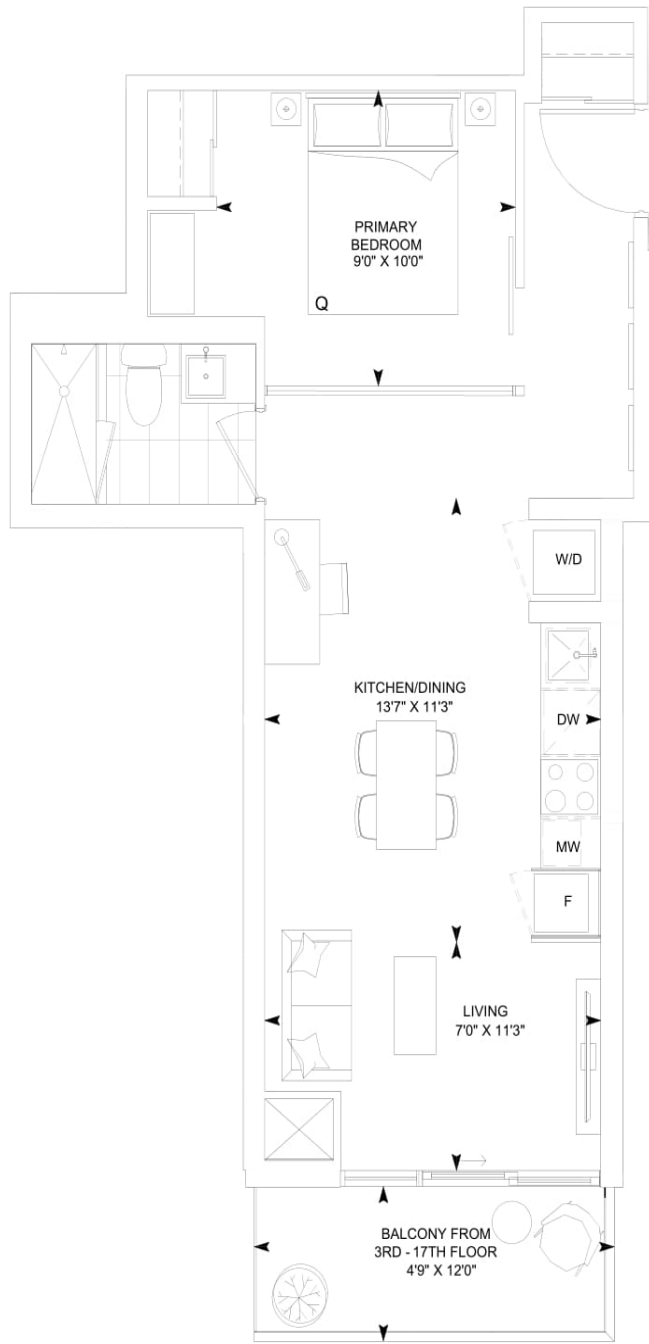 PRIMARY
BEDROOM
9'0" X 10'0"
Q
W/D
KITCHEN/DINING
13'7" X 11'3"
DW
MW
F
LIVING
7'0" X 11'3"
BALCONY FROM
3RD - 17TH FLOOR
4'9" X 12'0"